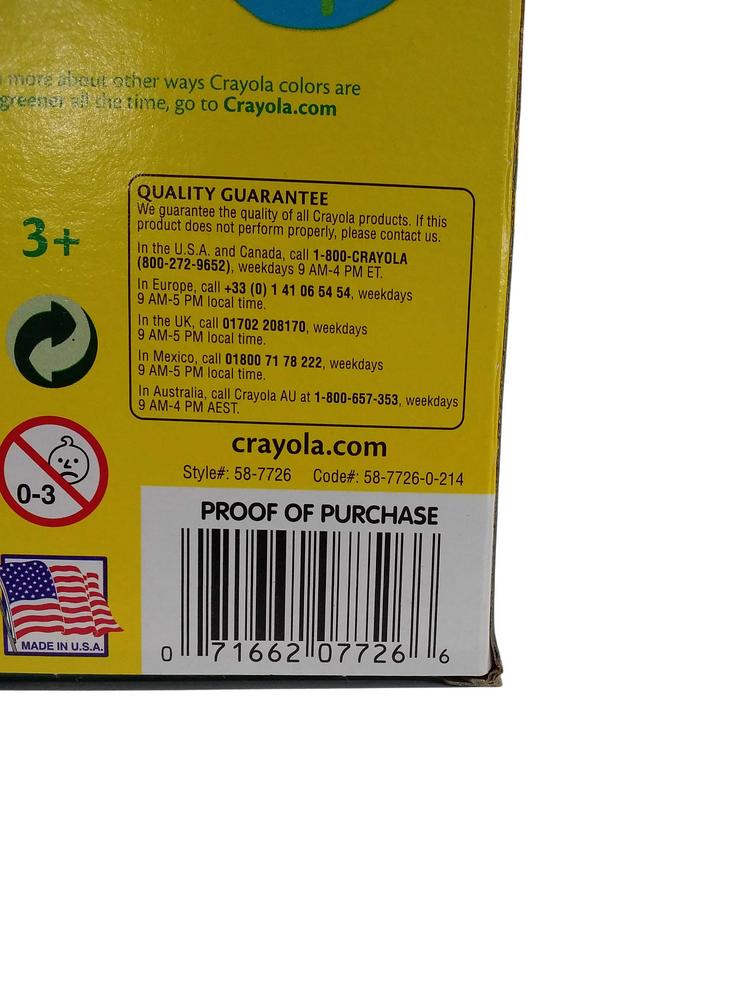 more about other ways Crayola colors are
greener all the time, go to Crayola.com
QUALITY GUARANTEE
We guarantee the quality of all Crayola products. If this
product does not perform properly, please contact us.
In the U.S.A. and Canada, call 1-800-CRAYOLA
(800-272-9652), weekdays 9 AM-4 PM ET.
In Europe, call +33 (0) 1 41 06 54 54, weekdays
9 AM-5 PM local time.
In the UK, call 01702 208170, weekdays
9 AM-5 PM local time.
In Mexico, call 01800 71 78 222, weekdays
9 AM-5 PM local time.
In Australia, call Crayola AU at 1-800-657-353, weekdays
9 AM-4 PM AEST.
3+
0-3
MADE IN U.S.A.
crayola.com
Style#: 58-7726 Code#: 58-7726-0-214
PROOF OF PURCHASE
0 71662 07726 6